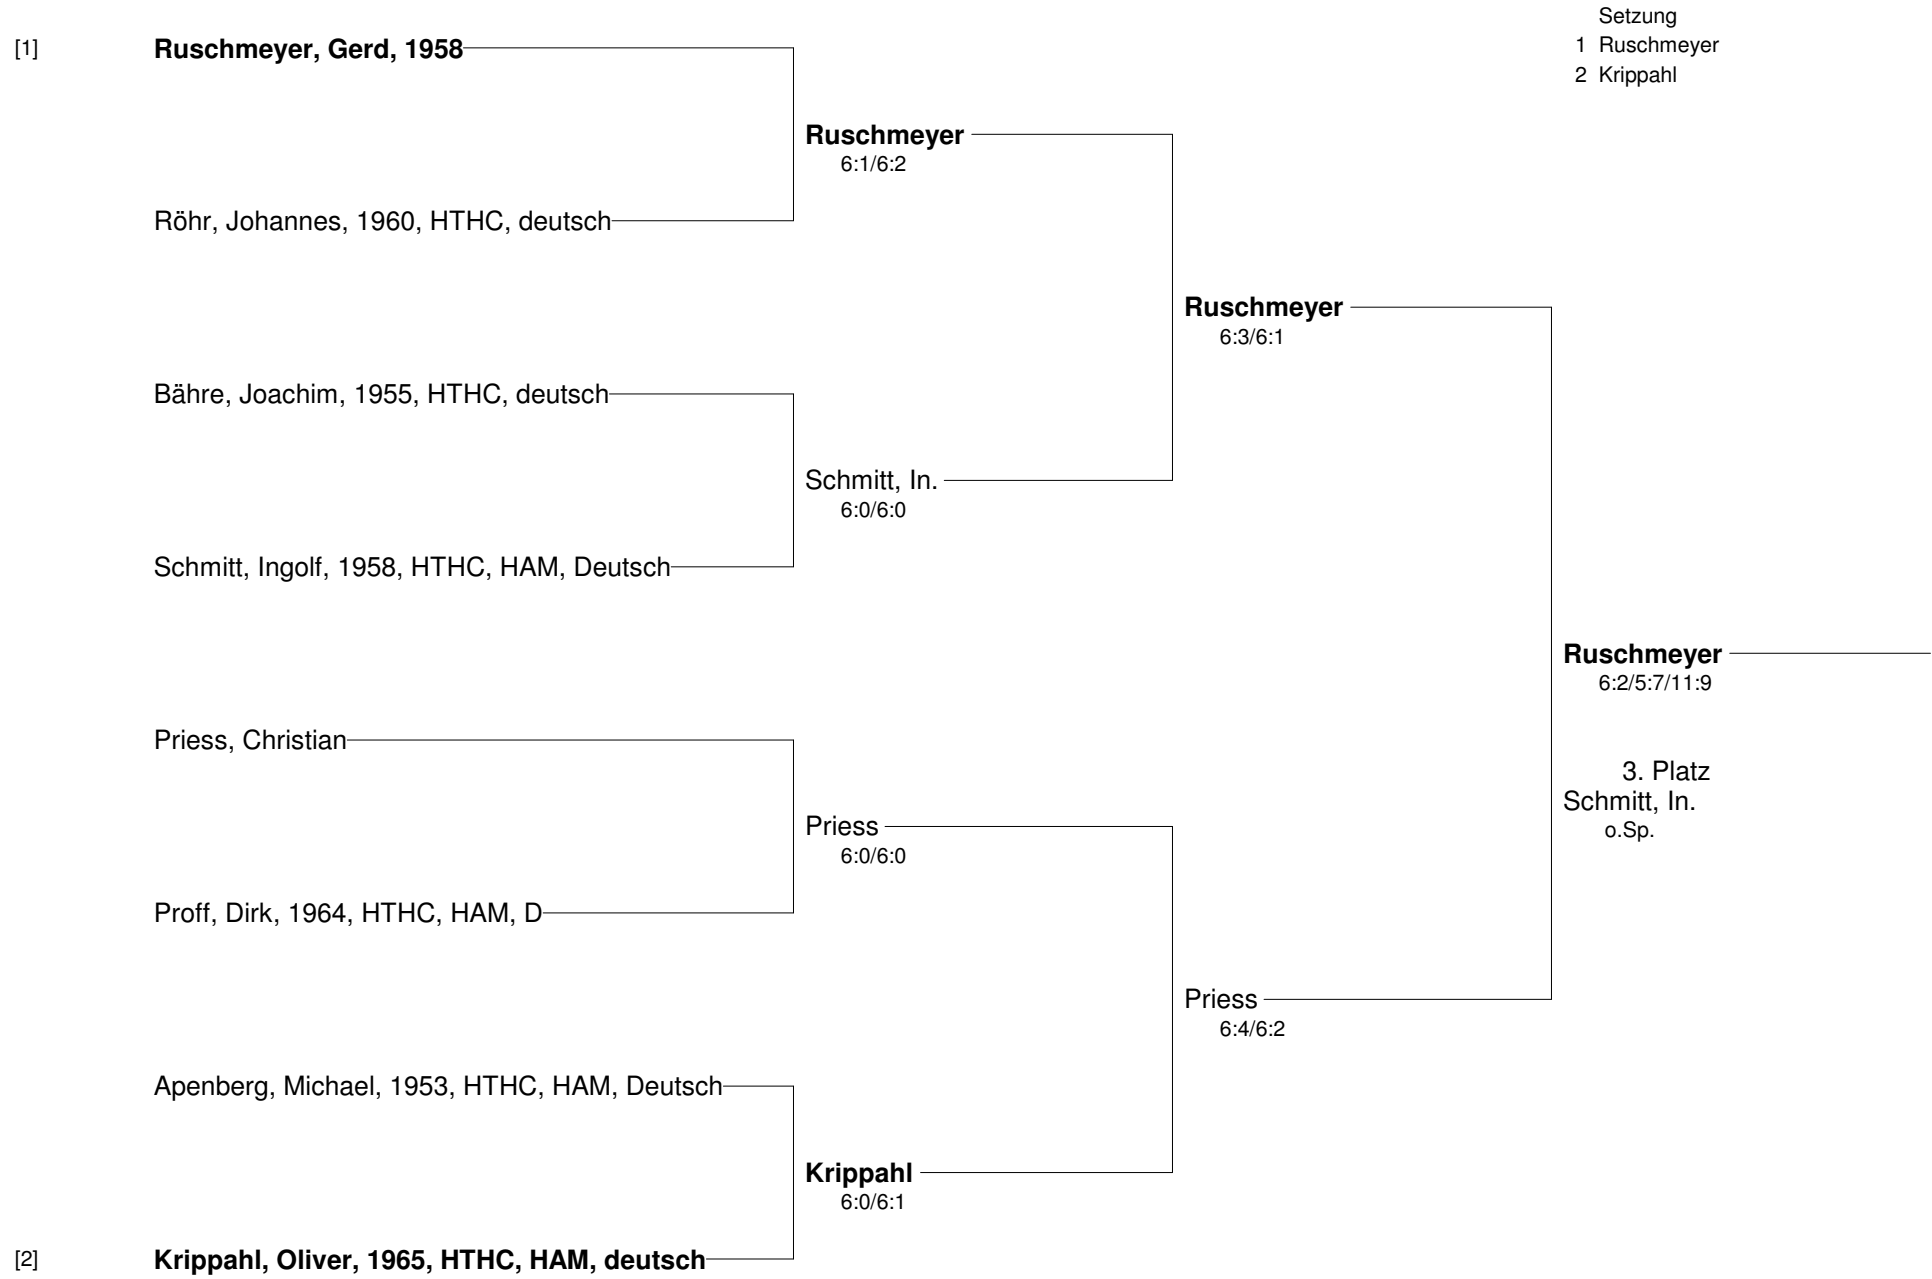 Setzung
1 Ruschmeyer
2 Krippahl
[1] Ruschmeyer, Gerd, 1958
Ruschmeyer
6:1/6:2
Röhr, Johannes, 1960, HTHC, deutsch
Ruschmeyer
6:3/6:1
Bähre, Joachim, 1955, HTHC, deutsch
Schmitt, In.
6:0/6:0
Schmitt, Ingolf, 1958, HTHC, HAM, Deutsch
Ruschmeyer
6:2/5:7/11:9
Priess, Christian
3. Platz
Schmitt, In.
o.Sp.
Priess
6:0/6:0
Proff, Dirk, 1964, HTHC, HAM, D
Priess
6:4/6:2
Apenberg, Michael, 1953, HTHC, HAM, Deutsch
Krippahl
6:0/6:1
[2] Krippahl, Oliver, 1965, HTHC, HAM, deutsch